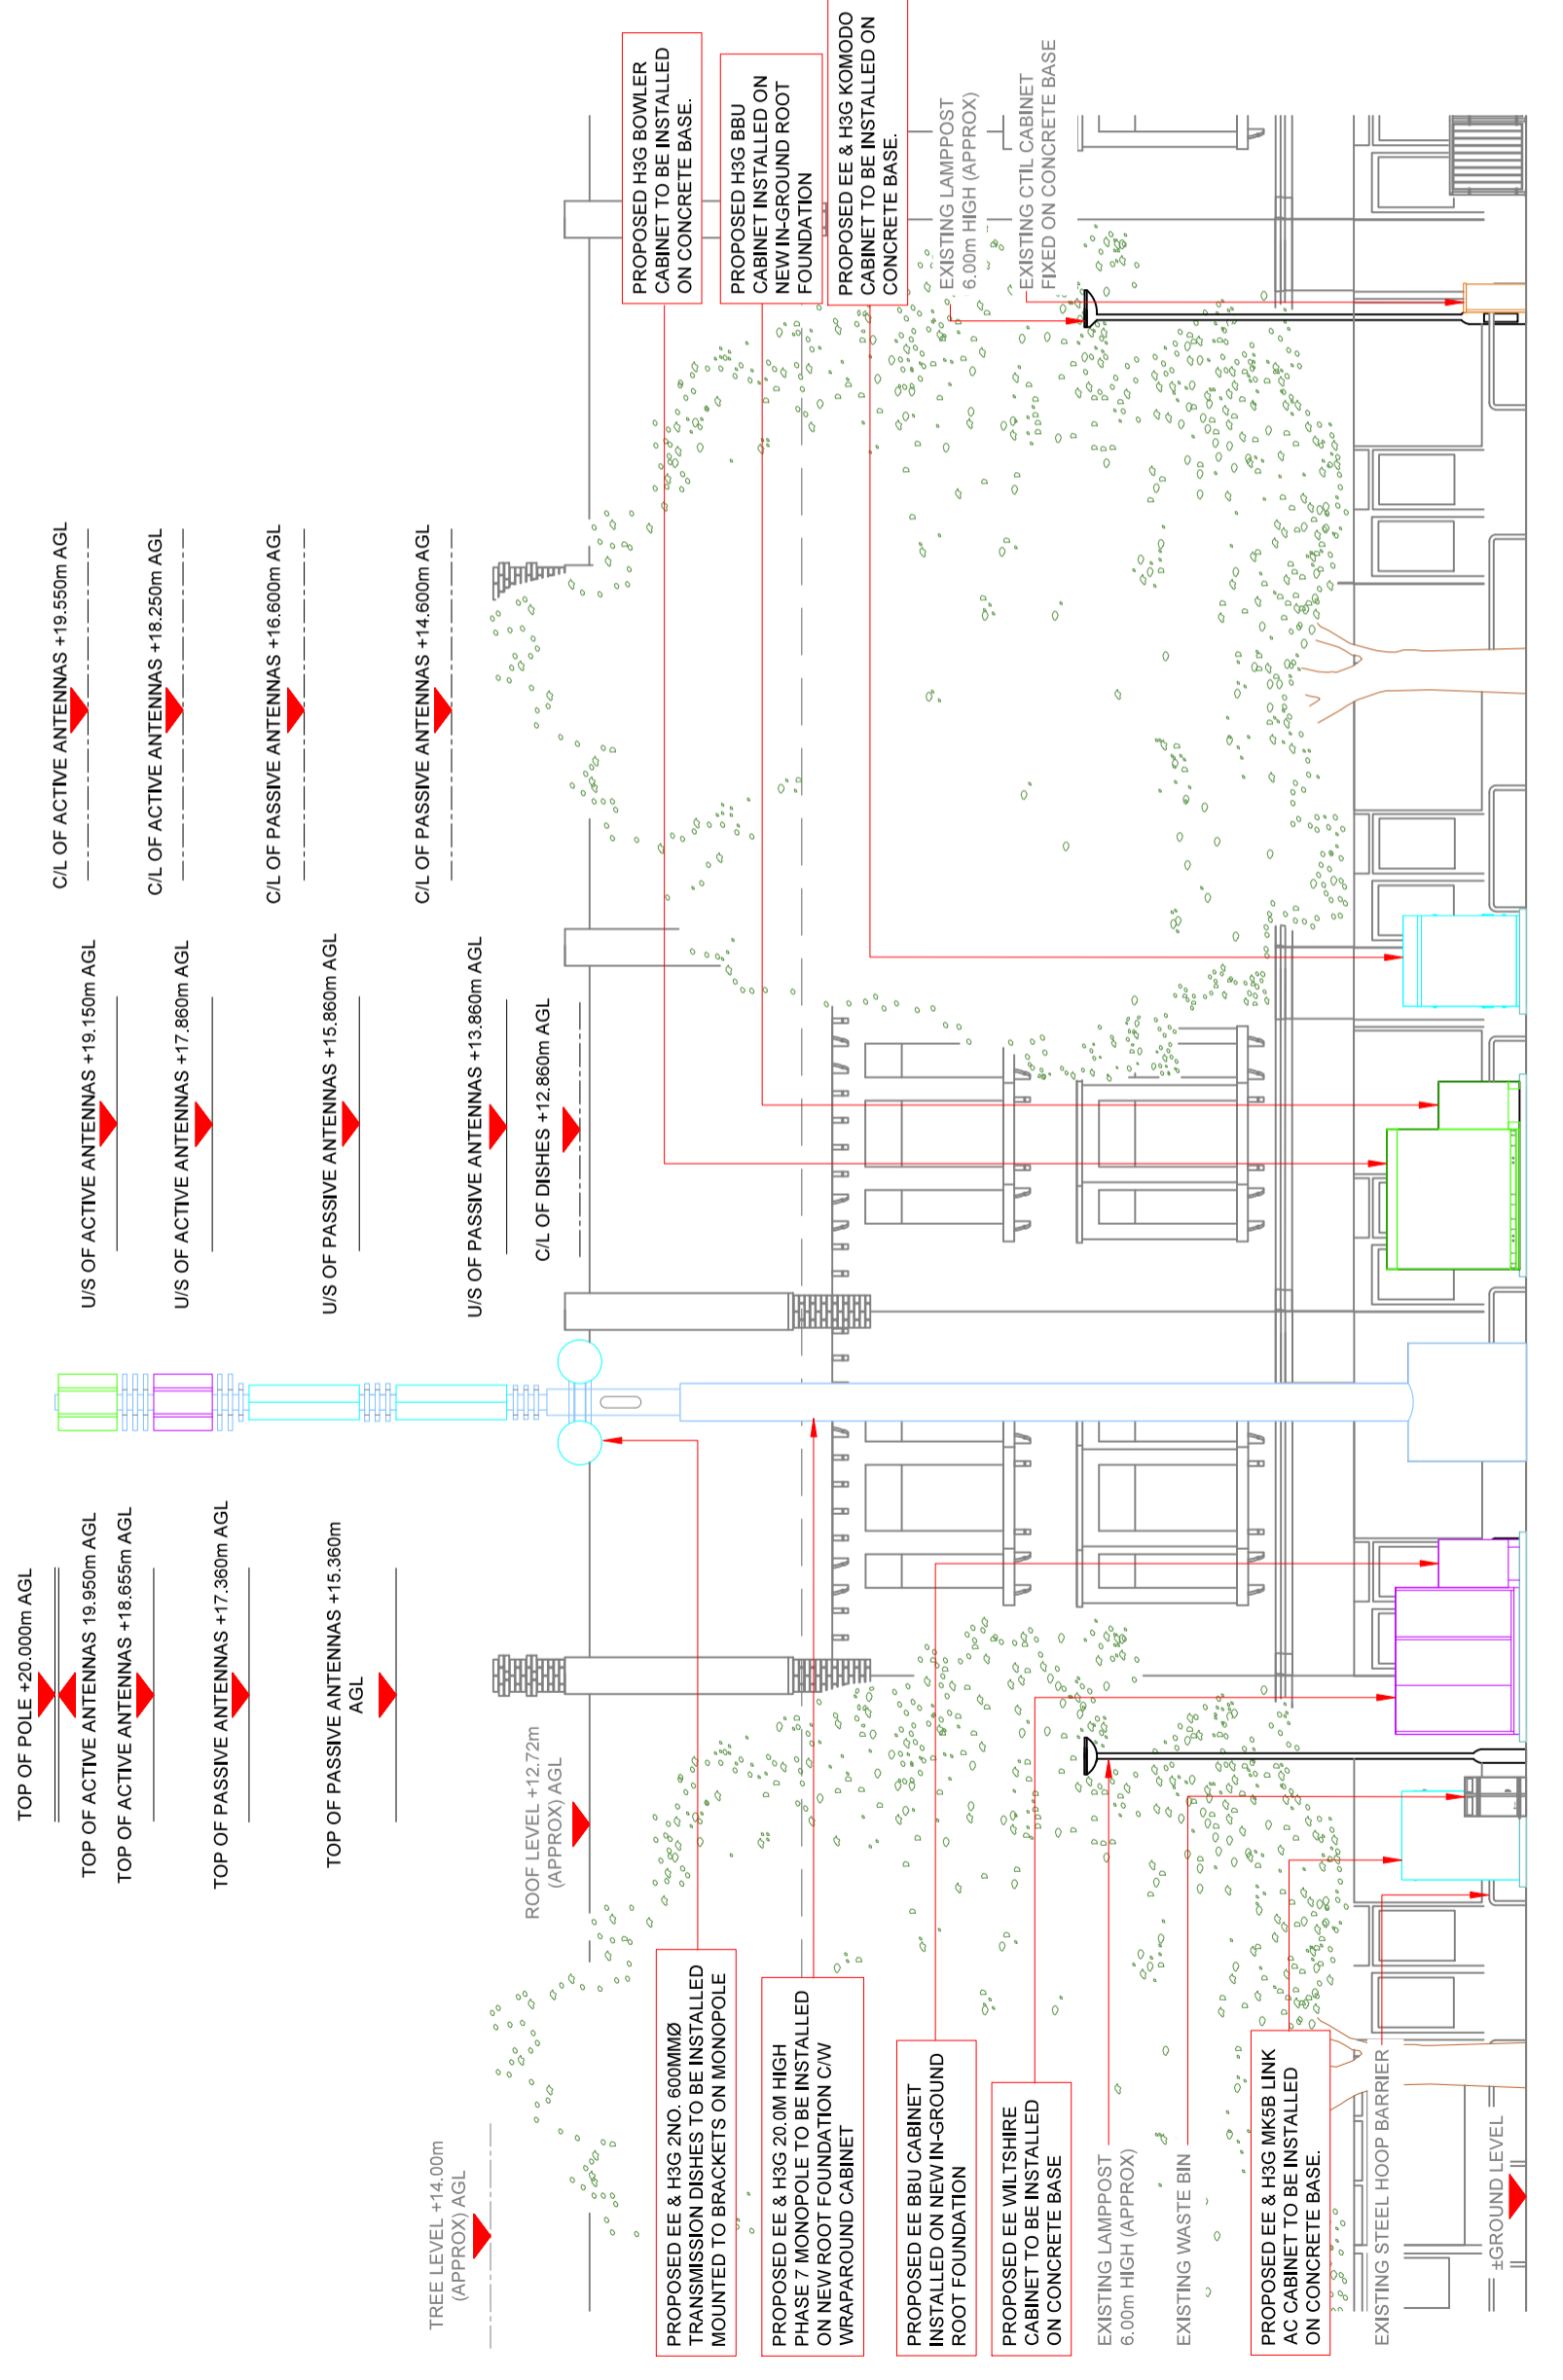 TOP OF POLE +20.000m AGL
TOP OF ACTIVE ANTENNAS 19.950m AGL
TOP OF ACTIVE ANTENNAS +18.655m AGL
TOP OF PASSIVE ANTENNAS +17.360m AGL
TOP OF PASSIVE ANTENNAS +15.360m
AGL
U/S OF ACTIVE ANTENNAS +19.150m AGL
U/S OF ACTIVE ANTENNAS +17.860m AGL
U/S OF PASSIVE ANTENNAS +15.860m AGL
U/S OF PASSIVE ANTENNAS +13.860m AGL
C/L OF DISHES +12.860m AGL
C/L OF ACTIVE ANTENNAS +19.550m AGL
C/L OF ACTIVE ANTENNAS +18.250m AGL
C/L OF PASSIVE ANTENNAS +16.600m AGL
C/L OF PASSIVE ANTENNAS +14.600m AGL
TREE LEVEL +14.00m
(APPROX) AGL
ROOF LEVEL +12.72m
(APPROX) AGL
PROPOSED EE & H3G 2NO. 600MMØ
TRANSMISSION DISHES TO BE INSTALLED
MOUNTED TO BRACKETS ON MONOPOLE
PROPOSED EE & H3G 20.0M HIGH
PHASE 7 MONOPOLE TO BE INSTALLED
ON NEW ROOT FOUNDATION C/W
WRAPAROUND CABINET
PROPOSED EE BBU CABINET
INSTALLED ON NEW IN-GROUND
ROOT FOUNDATION
PROPOSED EE WILTSHIRE
CABINET TO BE INSTALLED
ON CONCRETE BASE
EXISTING LAMPPOST
6.00m HIGH (APPROX)
EXISTING WASTE BIN
PROPOSED EE & H3G MK5B LINK
AC CABINET TO BE INSTALLED
ON CONCRETE BASE.
EXISTING STEEL HOOP BARRIER
±GROUND LEVEL
PROPOSED H3G BOWLER
CABINET TO BE INSTALLED
ON CONCRETE BASE.
PROPOSED H3G BBU
CABINET INSTALLED ON
NEW IN-GROUND ROOT
FOUNDATION
PROPOSED EE & H3G KOMODO
CABINET TO BE INSTALLED ON
CONCRETE BASE.
EXISTING LAMPPOST
6.00m HIGH (APPROX)
EXISTING CTIL CABINET
FIXED ON CONCRETE BASE